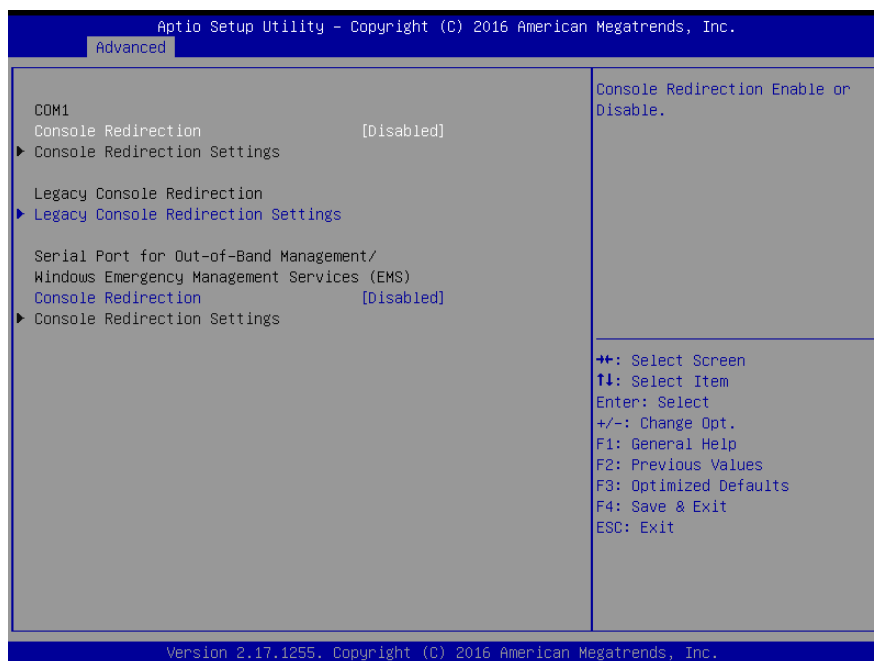 Aptio Setup Utility – Copyright (C) 2016 American Megatrends, Inc.
Advanced
COM1
Console Redirection [Disabled]
Console Redirection Settings
Legacy Console Redirection
Legacy Console Redirection Settings
Serial Port for Out-of-Band Management/
Windows Emergency Management Services (EMS)
Console Redirection [Disabled]
Console Redirection Settings
Console Redirection Enable or
Disable.
→←: Select Screen
↑↓: Select Item
Enter: Select
+/-: Change Opt.
F1: General Help
F2: Previous Values
F3: Optimized Defaults
F4: Save & Exit
ESC: Exit
Version 2.17.1255. Copyright (C) 2016 American Megatrends, Inc.